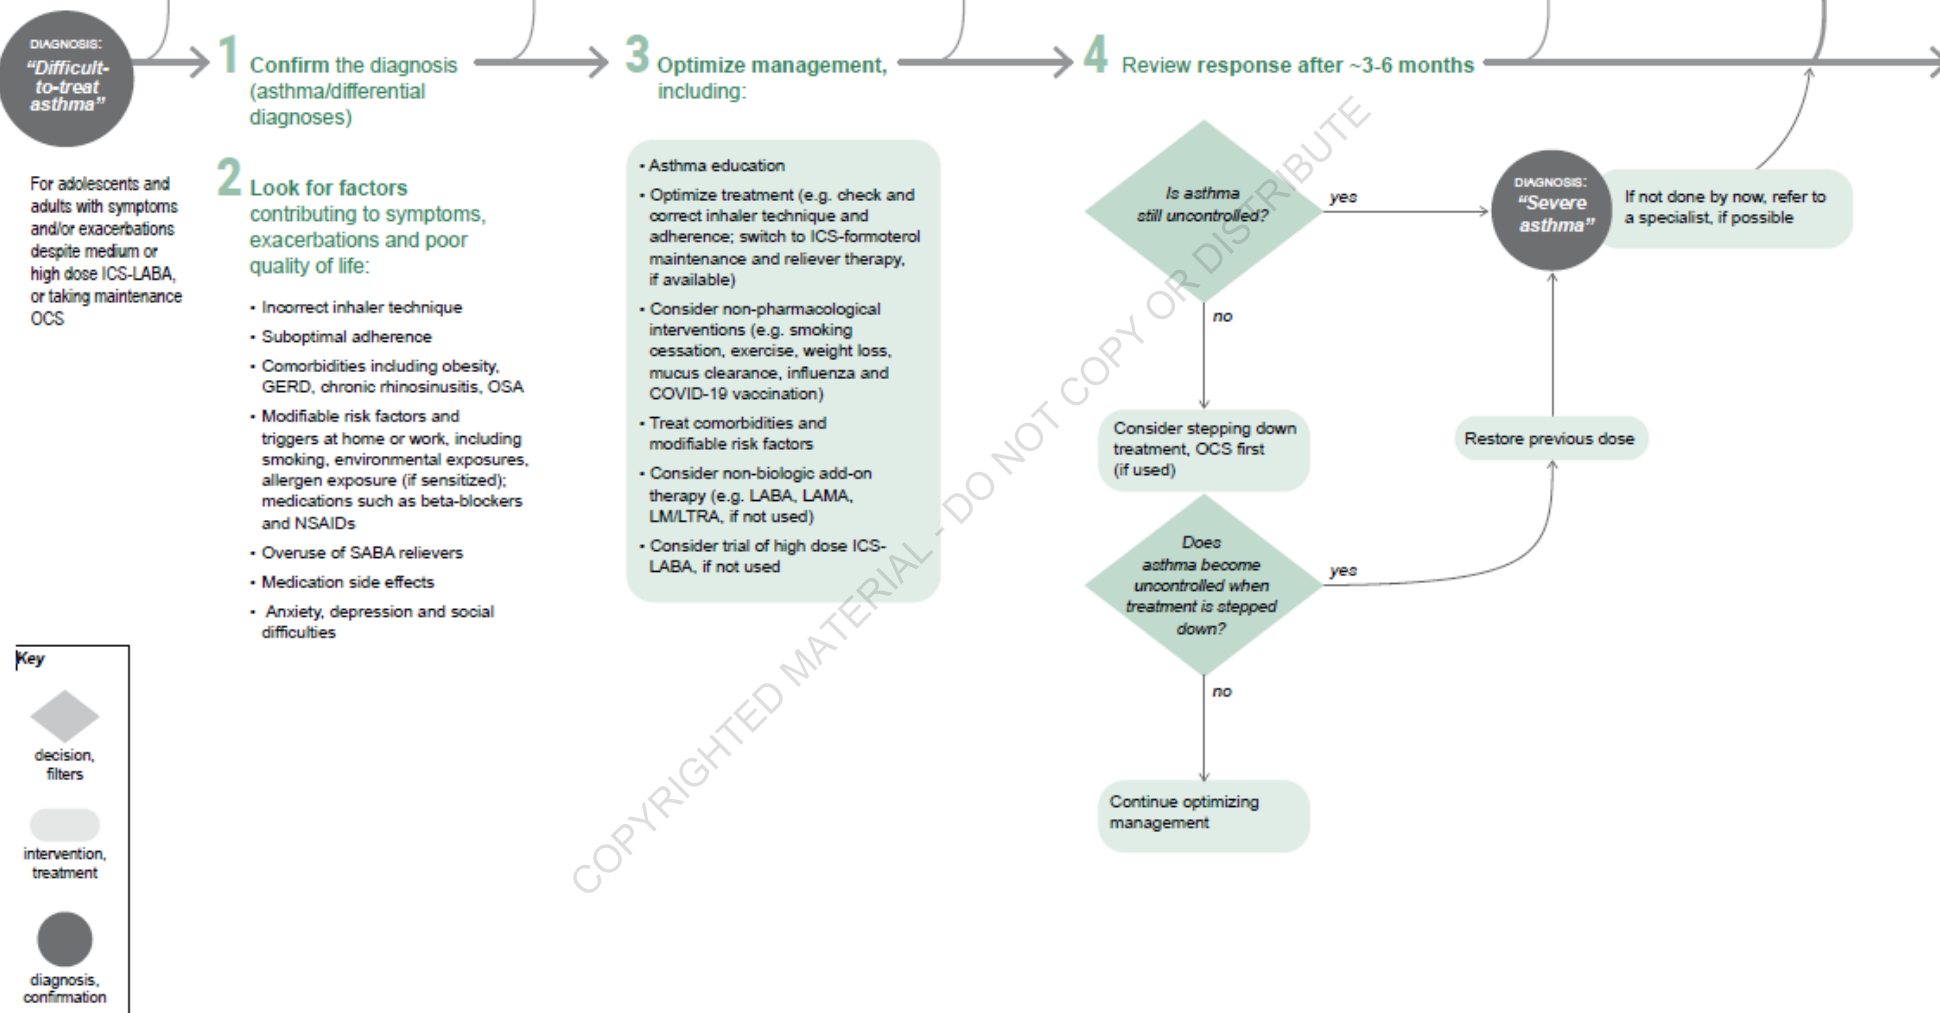 DIAGNOSIS:
“Difficult-
to-treat
asthma”
For adolescents and
adults with symptoms
and/or exacerbations
despite medium or
high dose ICS-LABA,
or taking maintenance
OCS
1 Confirm the diagnosis
(asthma/differential
diagnoses)
2 Look for factors
contributing to symptoms,
exacerbations and poor
quality of life:
• Incorrect inhaler technique
• Suboptimal adherence
• Comorbidities including obesity,
GERD, chronic rhinosinusitis, OSA
• Modifiable risk factors and
triggers at home or work, including
smoking, environmental exposures,
allergen exposure (if sensitized);
medications such as beta-blockers
and NSAIDs
• Overuse of SABA relievers
• Medication side effects
• Anxiety, depression and social
difficulties
3 Optimize management,
including:
• Asthma education
• Optimize treatment (e.g. check and
correct inhaler technique and
adherence; switch to ICS-formoterol
maintenance and reliever therapy,
if available)
• Consider non-pharmacological
interventions (e.g. smoking
cessation, exercise, weight loss,
mucus clearance, influenza and
COVID-19 vaccination)
• Treat comorbidities and
modifiable risk factors
• Consider non-biologic add-on
therapy (e.g. LABA, LAMA,
LM/LTRA, if not used)
• Consider trial of high dose ICS-
LABA, if not used
4 Review response after ~3-6 months
Is asthma
still uncontrolled?
yes
DIAGNOSIS:
“Severe
asthma”
If not done by now, refer to
a specialist, if possible
no
Consider stepping down
treatment, OCS first
(if used)
Restore previous dose
Does
asthma become
uncontrolled when
treatment is stepped
down?
yes
no
Continue optimizing
management
Key
decision,
filters
intervention,
treatment
diagnosis,
confirmation
COPYRIGHTED MATERIAL - DO NOT COPY OR DISTRIBUTE